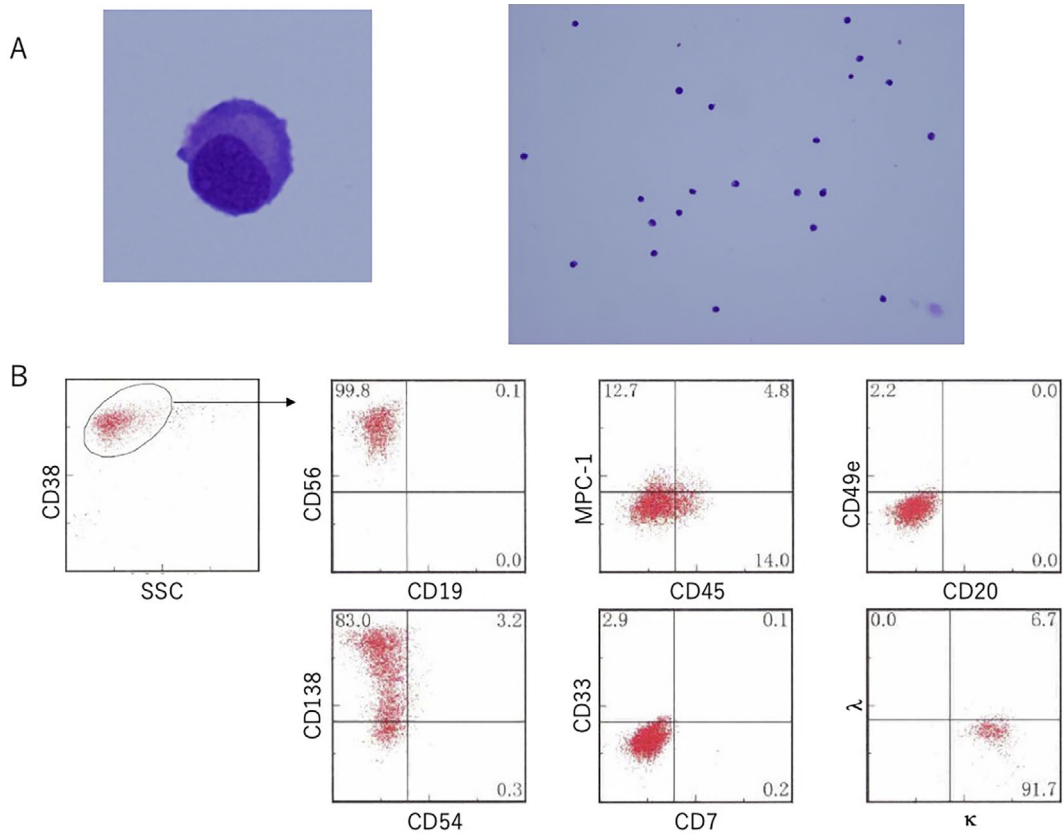 A
B
CD38
SSC
99.8 0.1
CD56
0.0
CD19
12.7 4.8
MPC-1
14.0
CD45
2.2 0.0
CD49e
0.0
CD20
83.0 3.2
CD138
0.3
CD54
2.9 0.1
CD33
0.2
CD7
0.0 6.7
λ
91.7
κ